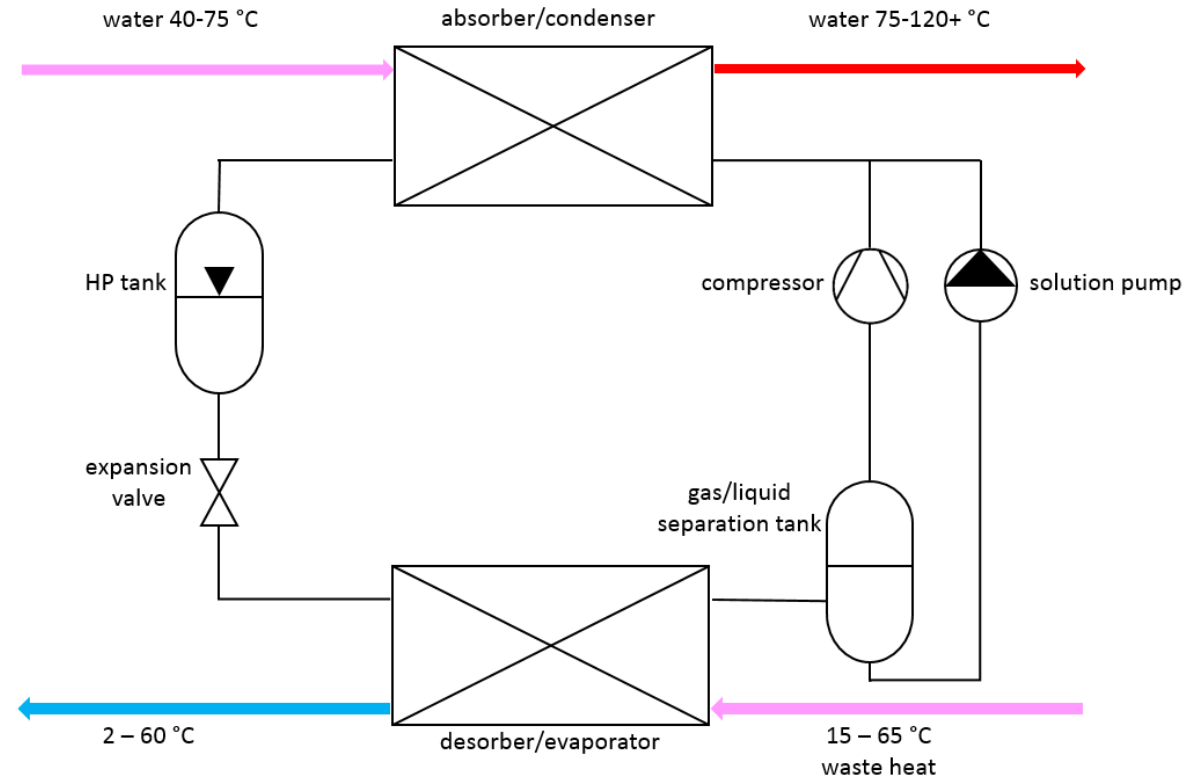 water 40-75 °C
absorber/condenser
water 75-120+ °C
HP tank
compressor
solution pump
expansion
valve
gas/liquid
separation tank
2 – 60 °C
desorber/evaporator
15 – 65 °C
waste heat